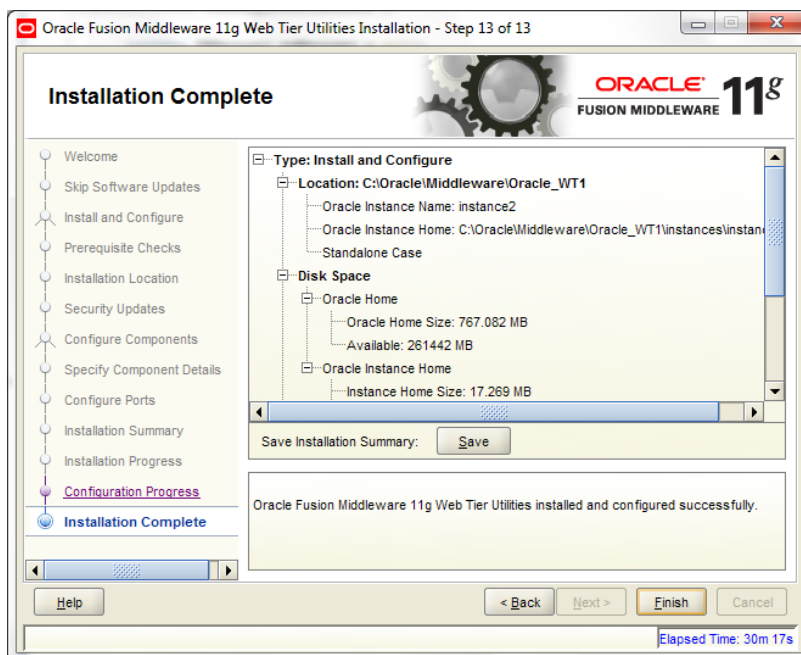 Oracle Fusion Middleware 11g Web Tier Utilities Installation - Step 13 of 13
Installation Complete
ORACLE
FUSION MIDDLEWARE 11g
Welcome
Skip Software Updates
Install and Configure
Prerequisite Checks
Installation Location
Security Updates
Configure Components
Specify Component Details
Configure Ports
Installation Summary
Installation Progress
Configuration Progress
Installation Complete
Type: Install and Configure
Location: C:\Oracle\Middleware\Oracle_WT1
Oracle Instance Name: instance2
Oracle Instance Home: C:\Oracle\Middleware\Oracle_WT1\instances\instan
Standalone Case
Disk Space
Oracle Home
Oracle Home Size: 767.082 MB
Available: 261442 MB
Oracle Instance Home
Instance Home Size: 17.269 MB
Save Installation Summary: Save
Oracle Fusion Middleware 11g Web Tier Utilities installed and configured successfully.
Help < Back Next > Finish Cancel
Elapsed Time: 30m 17s